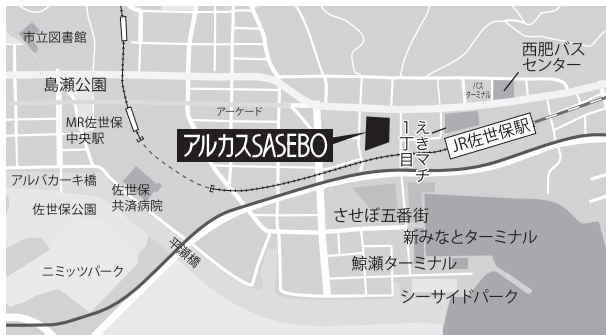 市立図書館
島瀬公園
MR佐世保
中央駅
アーケード
アルカスSASEBO
西肥バス
センター
バス
ターミナル
えきマチ
1丁目
JR佐世保駅
アルバカーキ橋
佐世保公園
佐世保
共済病院
平瀬橋
ニミッツパーク
させぼ五番街
新みなとターミナル
鯨瀬ターミナル
シーサイドパーク